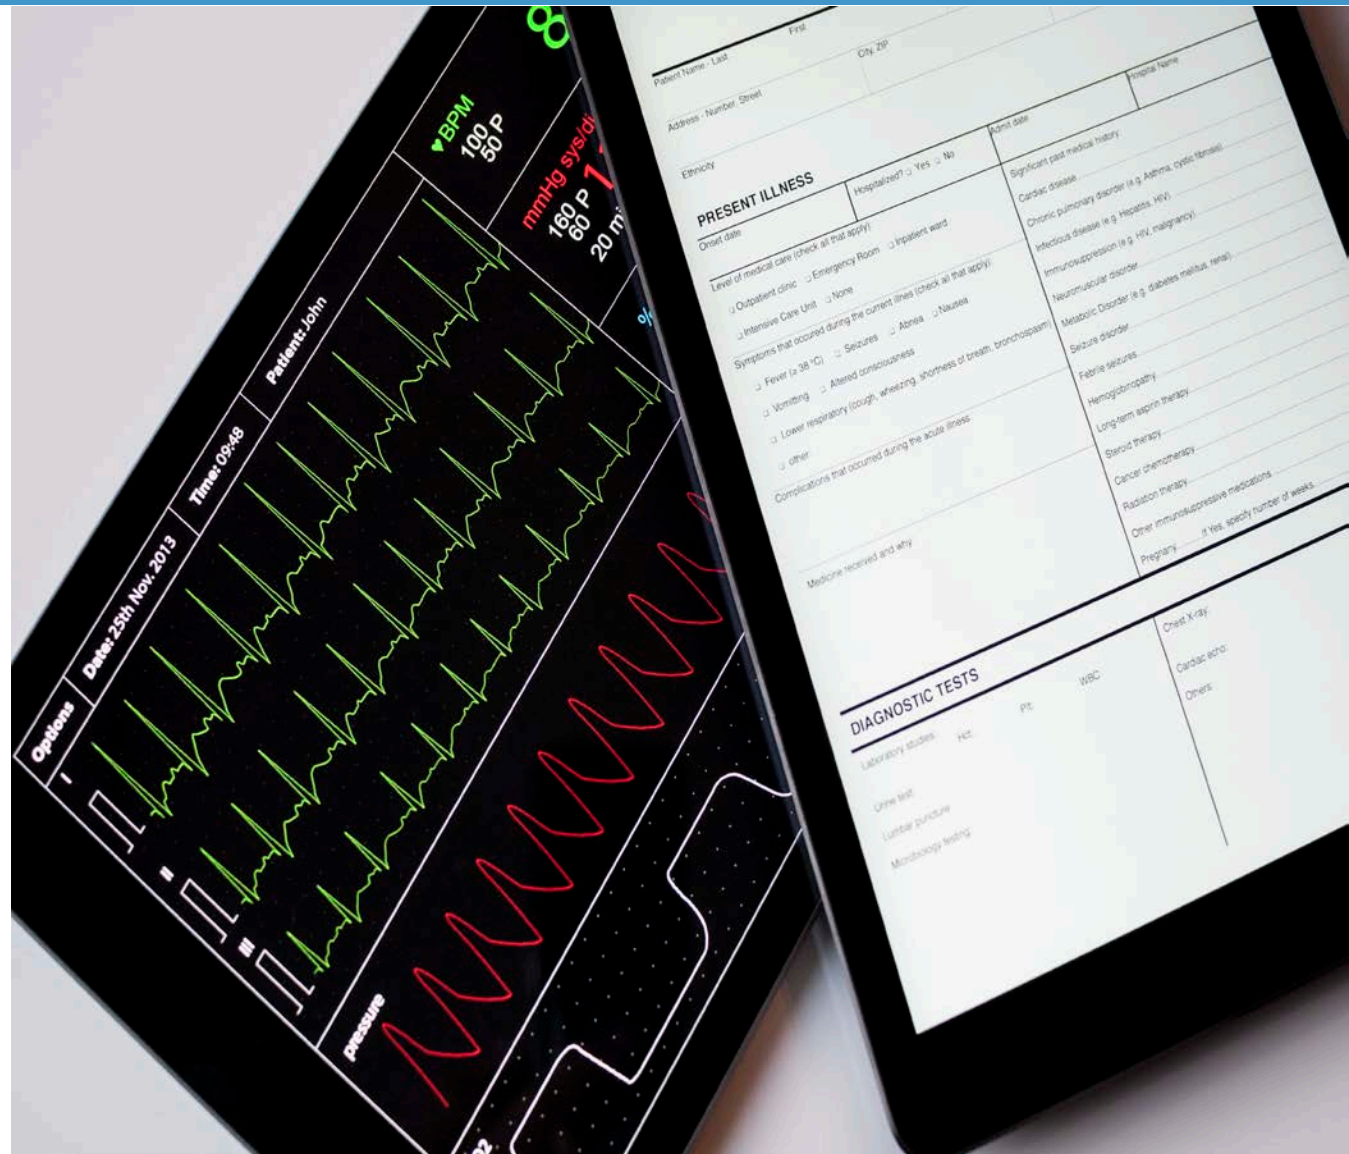 Options
Date: 25th Nov. 2013
Time: 09:48
Patient: John
I
II
III
8
♥BPM
100
50 P
mmHg sys/di
160 P
60
20 m
%
pressure
Patient Name - Last
First
Address - Number, Street
City, ZIP
Ethnicity
PRESENT ILLNESS
Onset date
Hospitalized? □ Yes □ No
Admit date
Hospital Name
Level of medical care (check all that apply)
□ Outpatient clinic □ Emergency Room □ Inpatient ward
□ Intensive Care Unit □ None
Symptoms that occured during the current illnes (check all that apply):
□ Fever (≥ 38 °C) □ Seizures □ Abnea □ Nausea
□ Vomitting □ Altered consciousness
□ Lower respiratory (cough, wheezing, shortness of breath, bronchospasm)
□ other:
Complications that occurred during the acute illness:
Medicine received and why
Significant past medical history:
Cardiac disease
Chronic pulmonary disorder (e.g. Asthma, cystic fibrosis)
Infectious disease (e.g. Hepatitis, HIV)
Immunosuppression (e.g. HIV, malignancy)
Neuromuscular disorder
Metabolic Disorder (e.g. diabetes mellitus, renal)
Seizure disorder
Febrile seizures
Hemoglobinopathy
Long-term aspirin therapy
Steroid therapy
Cancer chemotherapy
Radiation therapy
Other immunosuppressive medications
Pregnany ____ If Yes, specify number of weeks
DIAGNOSTIC TESTS
Laboratory studies: Hct: Plt: WBC:
Urine test:
Lumbar puncture
Microbiology testing:
Chest X-ray:
Cardiac echo:
Others: